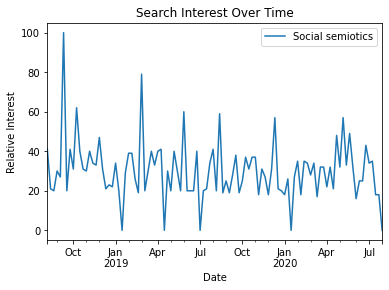 Search Interest Over Time
Social semiotics
Relative Interest
100
80
60
40
20
0
Oct Jan Apr Jul Oct Jan Apr Jul
2019 2020
Date